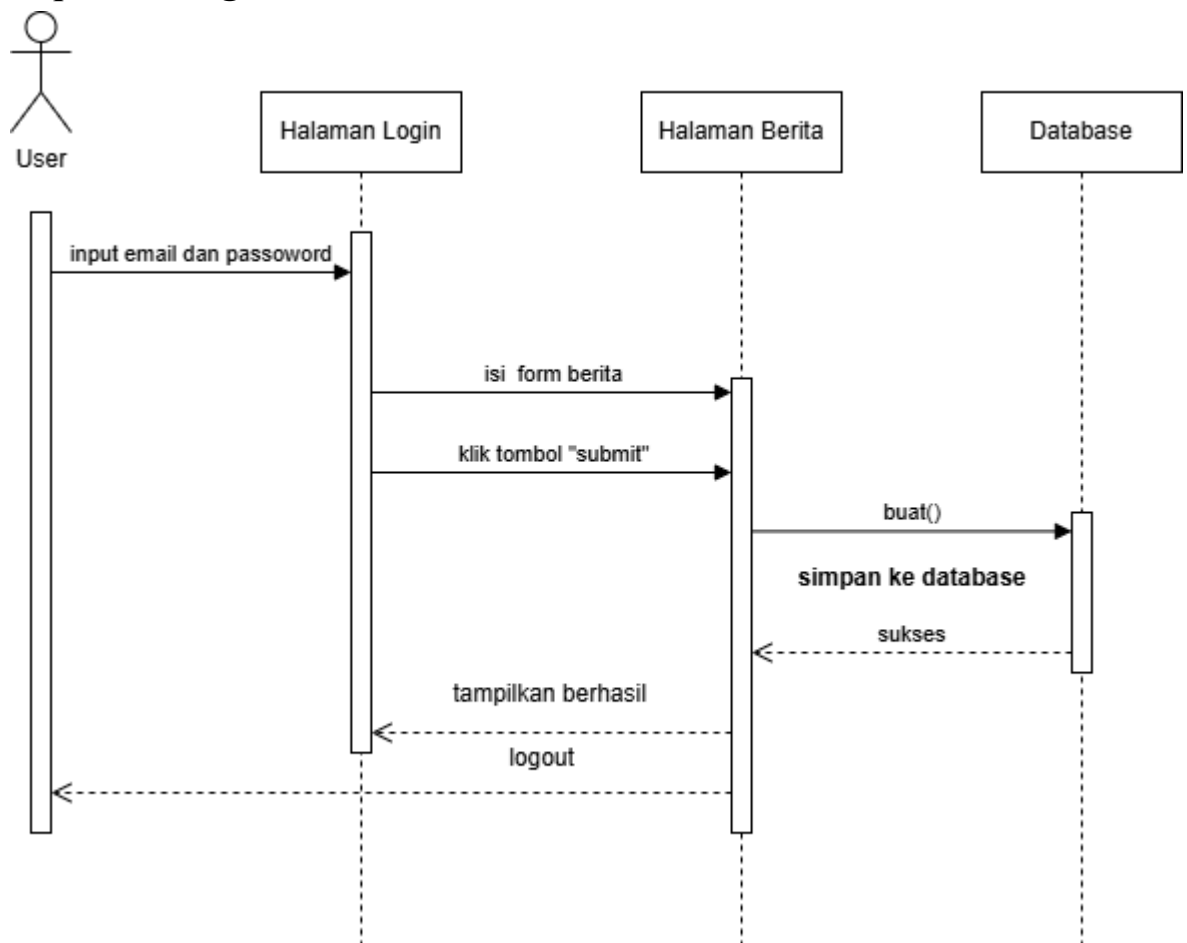 User
Halaman Login
Halaman Berita
Database
input email dan passoword
isi form berita
klik tombol "submit"
buat()
simpan ke database
sukses
tampilkan berhasil
logout